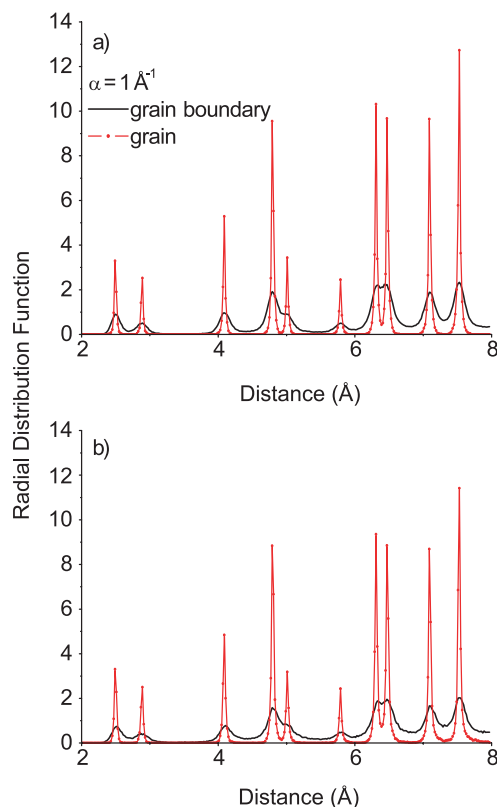 Radial Distribution Function
a)
α = 1 Å⁻¹
grain boundary
grain
14
12
10
8
6
4
2
0
2 4 6 8
Distance (Å)
b)
14
12
10
8
6
4
2
0
2 4 6 8
Distance (Å)